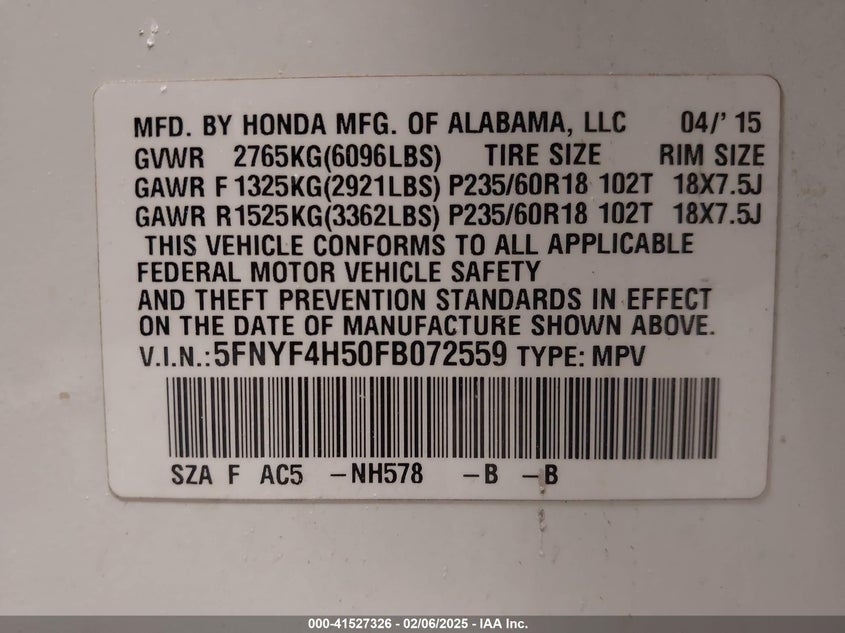 MFD. BY HONDA MFG. OF ALABAMA, LLC 04/'15
GVWR 2765KG(6096LBS) TIRE SIZE RIM SIZE
GAWR F 1325KG(2921LBS) P235/60R18 102T 18X7.5J
GAWR R 1525KG(3362LBS) P235/60R18 102T 18X7.5J
THIS VEHICLE CONFORMS TO ALL APPLICABLE
FEDERAL MOTOR VEHICLE SAFETY
AND THEFT PREVENTION STANDARDS IN EFFECT
ON THE DATE OF MANUFACTURE SHOWN ABOVE.
V.I.N.:5FNYF4H50FB072559 TYPE: MPV
SZA F AC5 -NH578 -B -B
000-41527326 - 02/06/2025 - IAA Inc.